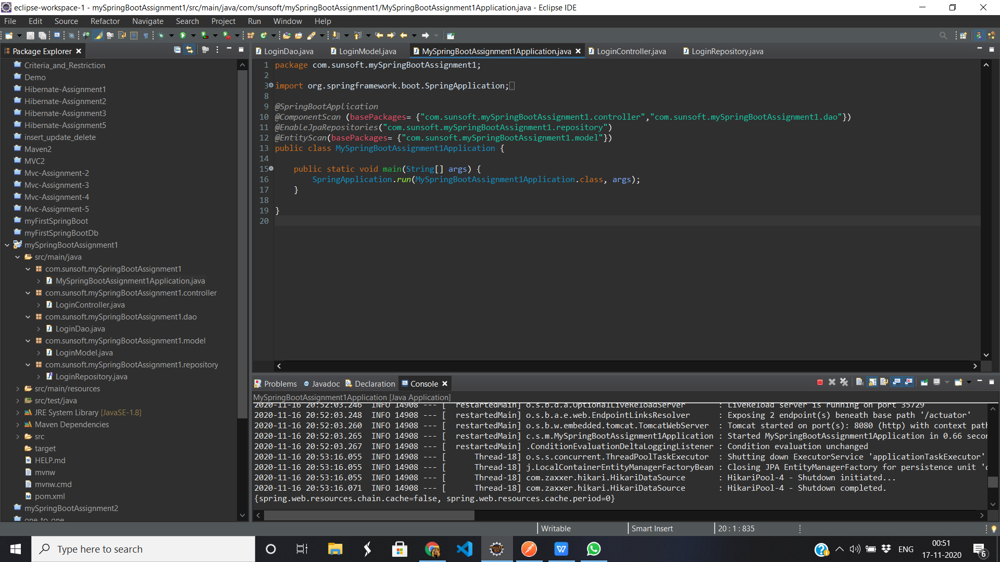 eclipse-workspace-1 - mySpringBootAssignment1/src/main/java/com/sunsoft/mySpringBootAssignment1/MySpringBootAssignment1Application.java - Eclipse IDE
File Edit Source Refactor Navigate Search Project Run Window Help
Package Explorer
Criteria_and_Restriction
Demo
Hibernate-Assignment1
Hibernate-Assignment2
Hibernate-Assignment3
Hibernate-Assignment5
insert_update_delete
Maven2
MVC2
Mvc-Assignment-2
Mvc-Assignment-3
Mvc-Assignment-4
Mvc-Assignment-5
myFirstSpringBoot
myFirstSpringBootDb
mySpringBootAssignment1
src/main/java
com.sunsoft.mySpringBootAssignment1
MySpringBootAssignment1Application.java
com.sunsoft.mySpringBootAssignment1.controller
LoginController.java
com.sunsoft.mySpringBootAssignment1.dao
LoginDao.java
com.sunsoft.mySpringBootAssignment1.model
LoginModel.java
com.sunsoft.mySpringBootAssignment1.repository
LoginRepository.java
src/main/resources
src/test/java
JRE System Library [JavaSE-1.8]
Maven Dependencies
src
target
HELP.md
mvnw
mvnw.cmd
pom.xml
mySpringBootAssignment2
one_to_one
LoginDao.java LoginModel.java MySpringBootAssignment1Application.java LoginController.java LoginRepository.java
1 package com.sunsoft.mySpringBootAssignment1;
2
3 import org.springframework.boot.SpringApplication;
8
9 @SpringBootApplication
10 @ComponentScan (basePackages= {"com.sunsoft.mySpringBootAssignment1.controller","com.sunsoft.mySpringBootAssignment1.dao"})
11 @EnableJpaRepositories("com.sunsoft.mySpringBootAssignment1.repository")
12 @EntityScan(basePackages= {"com.sunsoft.mySpringBootAssignment1.model"})
13 public class MySpringBootAssignment1Application {
14
15 public static void main(String[] args) {
16 SpringApplication.run(MySpringBootAssignment1Application.class, args);
17 }
18
19 }
20
Problems Javadoc Declaration Console
MySpringBootAssignment1Application [Java Application]
2020-11-16 20:52:03.246 INFO 14908 --- [ restartedMain] o.s.b.d.a.OptionalLiveReloadServer : LiveReload server is running on port 35729
2020-11-16 20:52:03.248 INFO 14908 --- [ restartedMain] o.s.b.a.e.web.EndpointLinksResolver : Exposing 2 endpoint(s) beneath base path '/actuator'
2020-11-16 20:52:03.260 INFO 14908 --- [ restartedMain] o.s.b.w.embedded.tomcat.TomcatWebServer : Tomcat started on port(s): 8080 (http) with context path
2020-11-16 20:52:03.265 INFO 14908 --- [ restartedMain] c.s.m.MySpringBootAssignment1Application : Started MySpringBootAssignment1Application in 0.66 secon
2020-11-16 20:52:03.267 INFO 14908 --- [ restartedMain] .ConditionEvaluationDeltaLoggingListener : Condition evaluation unchanged
2020-11-16 20:53:16.055 INFO 14908 --- [ Thread-18] o.s.s.concurrent.ThreadPoolTaskExecutor : Shutting down ExecutorService 'applicationTaskExecutor'
2020-11-16 20:53:16.055 INFO 14908 --- [ Thread-18] j.LocalContainerEntityManagerFactoryBean : Closing JPA EntityManagerFactory for persistence unit 'd
2020-11-16 20:53:16.055 INFO 14908 --- [ Thread-18] com.zaxxer.hikari.HikariDataSource : HikariPool-4 - Shutdown initiated...
2020-11-16 20:53:16.071 INFO 14908 --- [ Thread-18] com.zaxxer.hikari.HikariDataSource : HikariPool-4 - Shutdown completed.
{spring.web.resources.chain.cache=false, spring.web.resources.cache.period=0}
Writable Smart Insert 20 : 1 : 835
Type here to search
ENG
00:51
17-11-2020
6